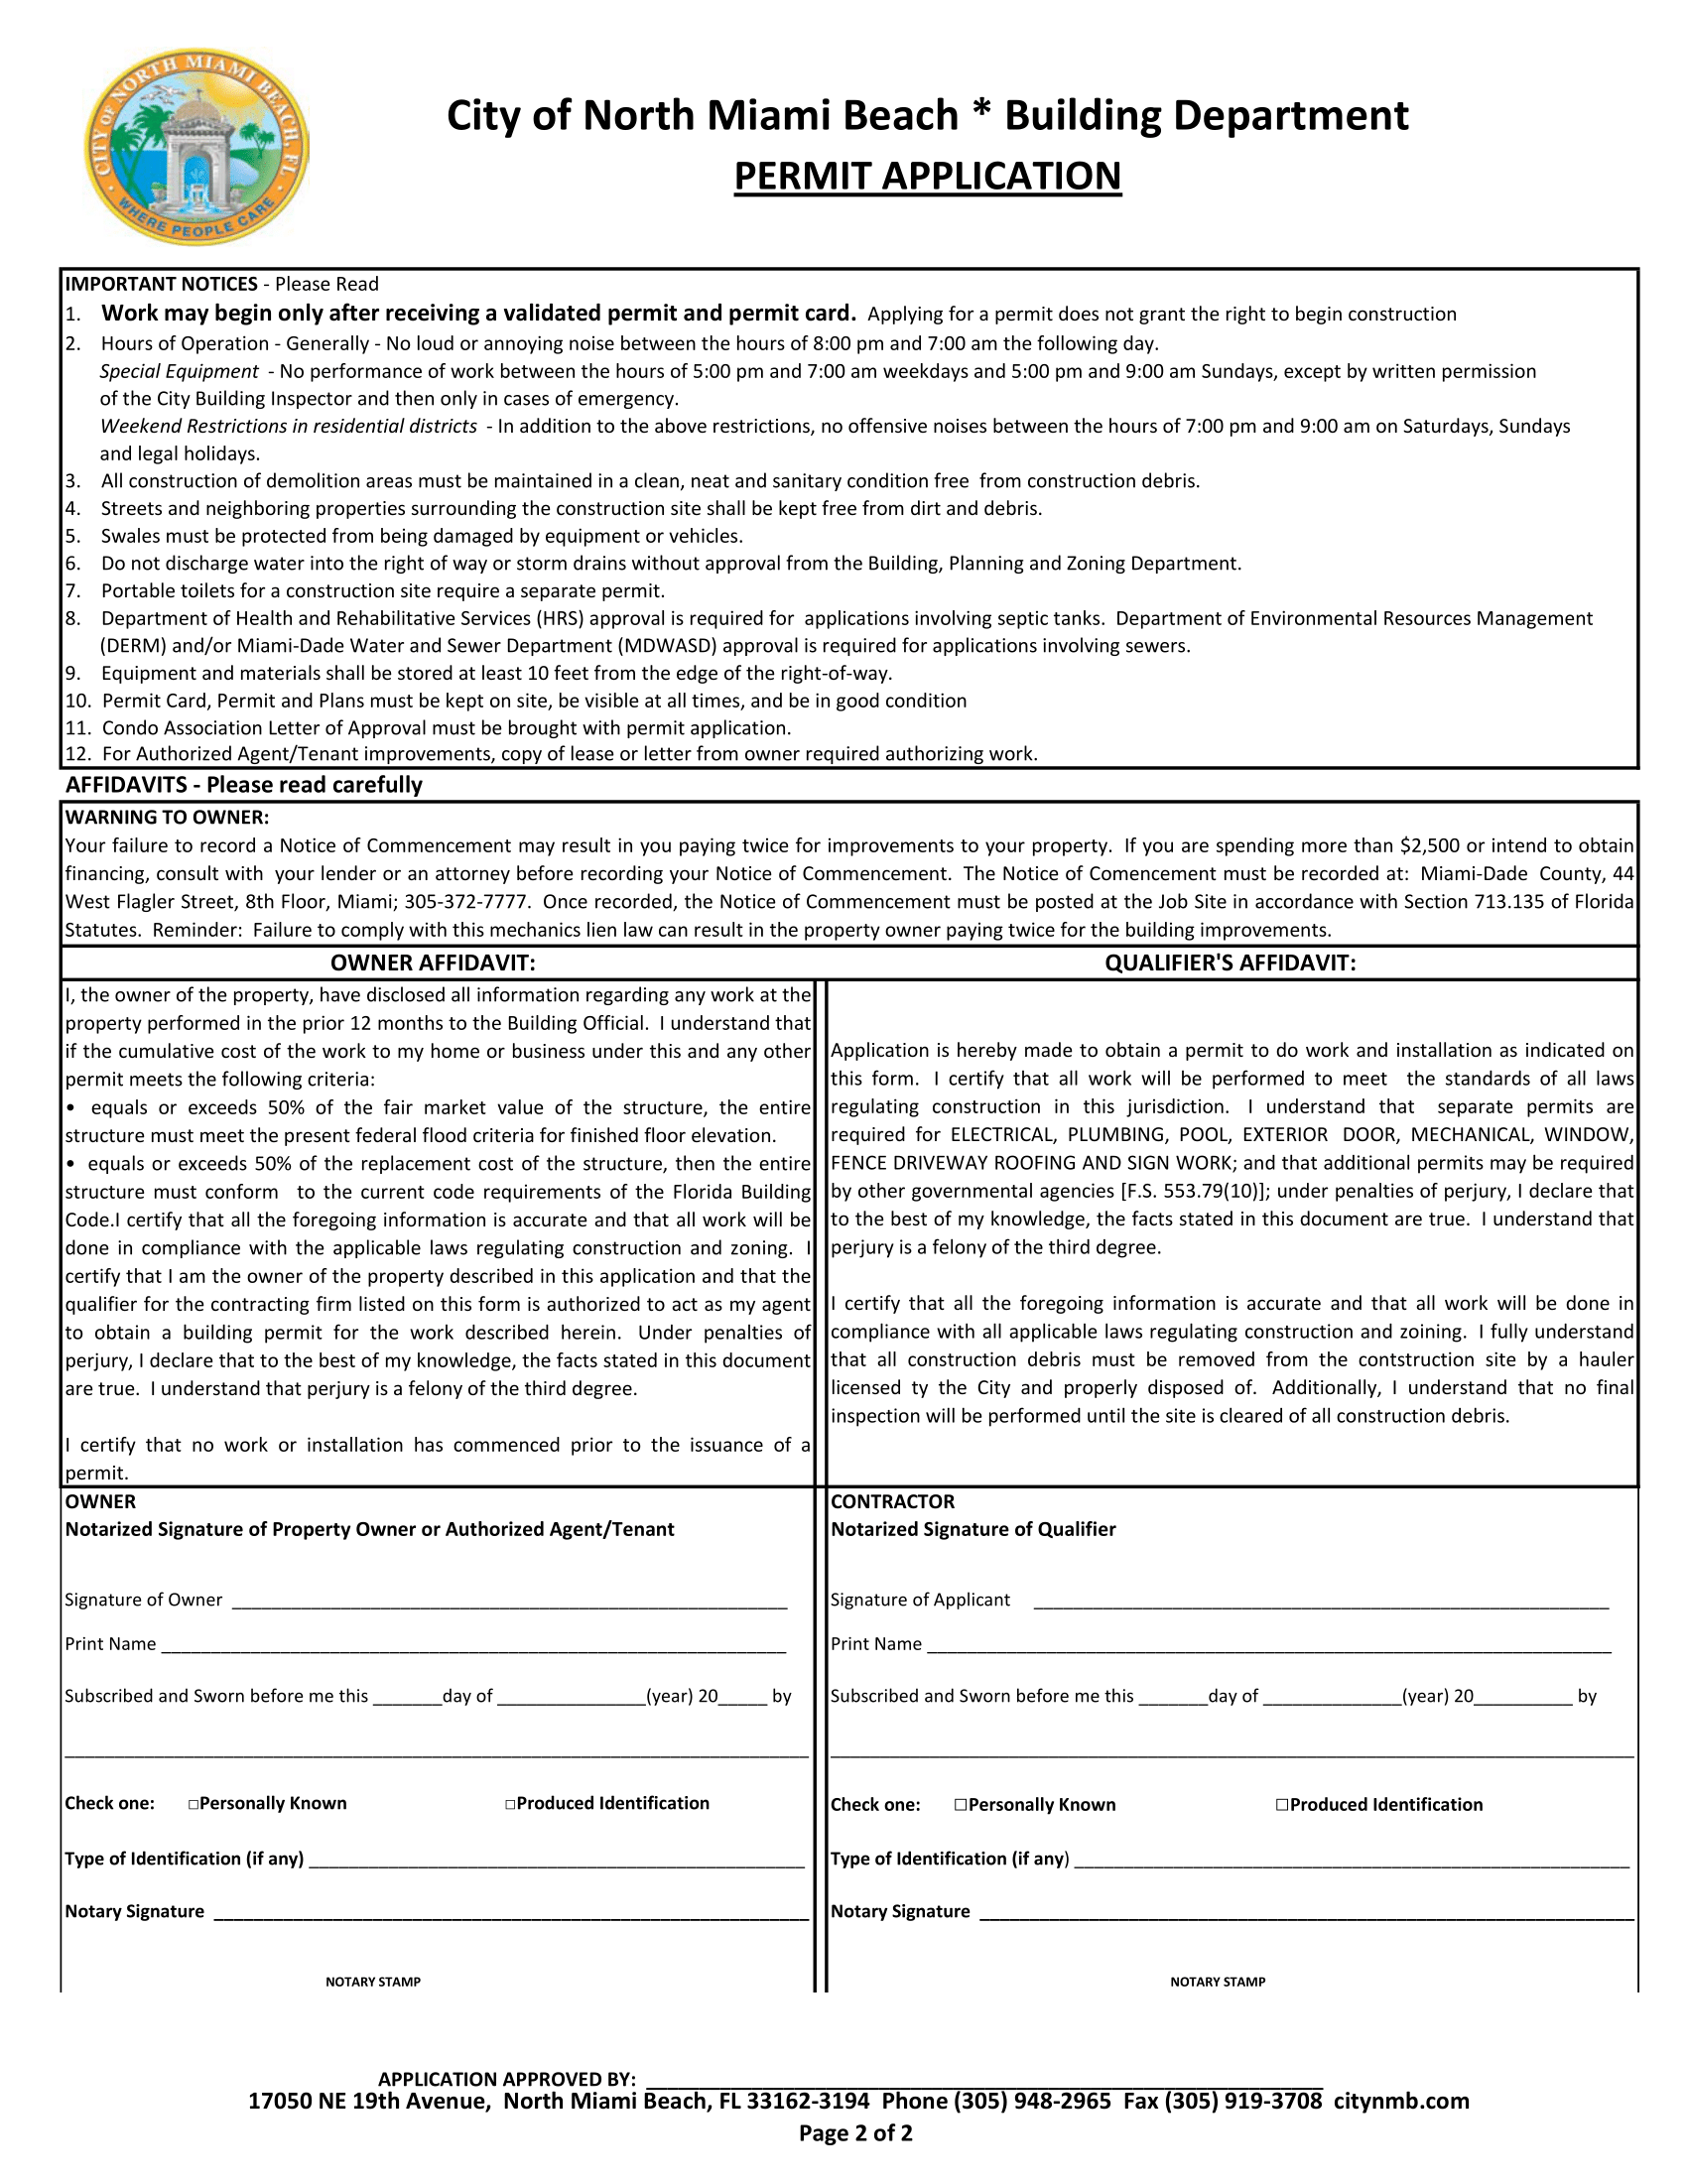 CITY OF NORTH MIAMI BEACH, FL
WHERE PEOPLE CARE
City of North Miami Beach * Building Department
PERMIT APPLICATION
IMPORTANT NOTICES - Please Read
1. Work may begin only after receiving a validated permit and permit card. Applying for a permit does not grant the right to begin construction
2. Hours of Operation - Generally - No loud or annoying noise between the hours of 8:00 pm and 7:00 am the following day.
Special Equipment - No performance of work between the hours of 5:00 pm and 7:00 am weekdays and 5:00 pm and 9:00 am Sundays, except by written permission
of the City Building Inspector and then only in cases of emergency.
Weekend Restrictions in residential districts - In addition to the above restrictions, no offensive noises between the hours of 7:00 pm and 9:00 am on Saturdays, Sundays
and legal holidays.
3. All construction of demolition areas must be maintained in a clean, neat and sanitary condition free from construction debris.
4. Streets and neighboring properties surrounding the construction site shall be kept free from dirt and debris.
5. Swales must be protected from being damaged by equipment or vehicles.
6. Do not discharge water into the right of way or storm drains without approval from the Building, Planning and Zoning Department.
7. Portable toilets for a construction site require a separate permit.
8. Department of Health and Rehabilitative Services (HRS) approval is required for applications involving septic tanks. Department of Environmental Resources Management
(DERM) and/or Miami-Dade Water and Sewer Department (MDWASD) approval is required for applications involving sewers.
9. Equipment and materials shall be stored at least 10 feet from the edge of the right-of-way.
10. Permit Card, Permit and Plans must be kept on site, be visible at all times, and be in good condition
11. Condo Association Letter of Approval must be brought with permit application.
12. For Authorized Agent/Tenant improvements, copy of lease or letter from owner required authorizing work.
AFFIDAVITS - Please read carefully
WARNING TO OWNER:
Your failure to record a Notice of Commencement may result in you paying twice for improvements to your property. If you are spending more than $2,500 or intend to obtain
financing, consult with your lender or an attorney before recording your Notice of Commencement. The Notice of Comencement must be recorded at: Miami-Dade County, 44
West Flagler Street, 8th Floor, Miami; 305-372-7777. Once recorded, the Notice of Commencement must be posted at the Job Site in accordance with Section 713.135 of Florida
Statutes. Reminder: Failure to comply with this mechanics lien law can result in the property owner paying twice for the building improvements.
OWNER AFFIDAVIT:
I, the owner of the property, have disclosed all information regarding any work at the
property performed in the prior 12 months to the Building Official. I understand that
if the cumulative cost of the work to my home or business under this and any other
permit meets the following criteria:
• equals or exceeds 50% of the fair market value of the structure, the entire
structure must meet the present federal flood criteria for finished floor elevation.
• equals or exceeds 50% of the replacement cost of the structure, then the entire
structure must conform to the current code requirements of the Florida Building
Code.I certify that all the foregoing information is accurate and that all work will be
done in compliance with the applicable laws regulating construction and zoning. I
certify that I am the owner of the property described in this application and that the
qualifier for the contracting firm listed on this form is authorized to act as my agent
to obtain a building permit for the work described herein. Under penalties of
perjury, I declare that to the best of my knowledge, the facts stated in this document
are true. I understand that perjury is a felony of the third degree.
I certify that no work or installation has commenced prior to the issuance of a
permit.
QUALIFIER'S AFFIDAVIT:
Application is hereby made to obtain a permit to do work and installation as indicated on
this form. I certify that all work will be performed to meet the standards of all laws
regulating construction in this jurisdiction. I understand that separate permits are
required for ELECTRICAL, PLUMBING, POOL, EXTERIOR DOOR, MECHANICAL, WINDOW,
FENCE DRIVEWAY ROOFING AND SIGN WORK; and that additional permits may be required
by other governmental agencies [F.S. 553.79(10)]; under penalties of perjury, I declare that
to the best of my knowledge, the facts stated in this document are true. I understand that
perjury is a felony of the third degree.
I certify that all the foregoing information is accurate and that all work will be done in
compliance with all applicable laws regulating construction and zoining. I fully understand
that all construction debris must be removed from the contstruction site by a hauler
licensed ty the City and properly disposed of. Additionally, I understand that no final
inspection will be performed until the site is cleared of all construction debris.
OWNER
Notarized Signature of Property Owner or Authorized Agent/Tenant
Signature of Owner ____
Print Name ____
Subscribed and Sworn before me this ____day of ____(year) 20____ by
____
Check one: □Personally Known □Produced Identification
Type of Identification (if any) ____
Notary Signature ____
NOTARY STAMP
CONTRACTOR
Notarized Signature of Qualifier
Signature of Applicant ____
Print Name ____
Subscribed and Sworn before me this ____day of ____(year) 20____ by
____
Check one: □Personally Known □Produced Identification
Type of Identification (if any) ____
Notary Signature ____
NOTARY STAMP
APPLICATION APPROVED BY: ____
17050 NE 19th Avenue, North Miami Beach, FL 33162-3194 Phone (305) 948-2965 Fax (305) 919-3708 citynmb.com
Page 2 of 2